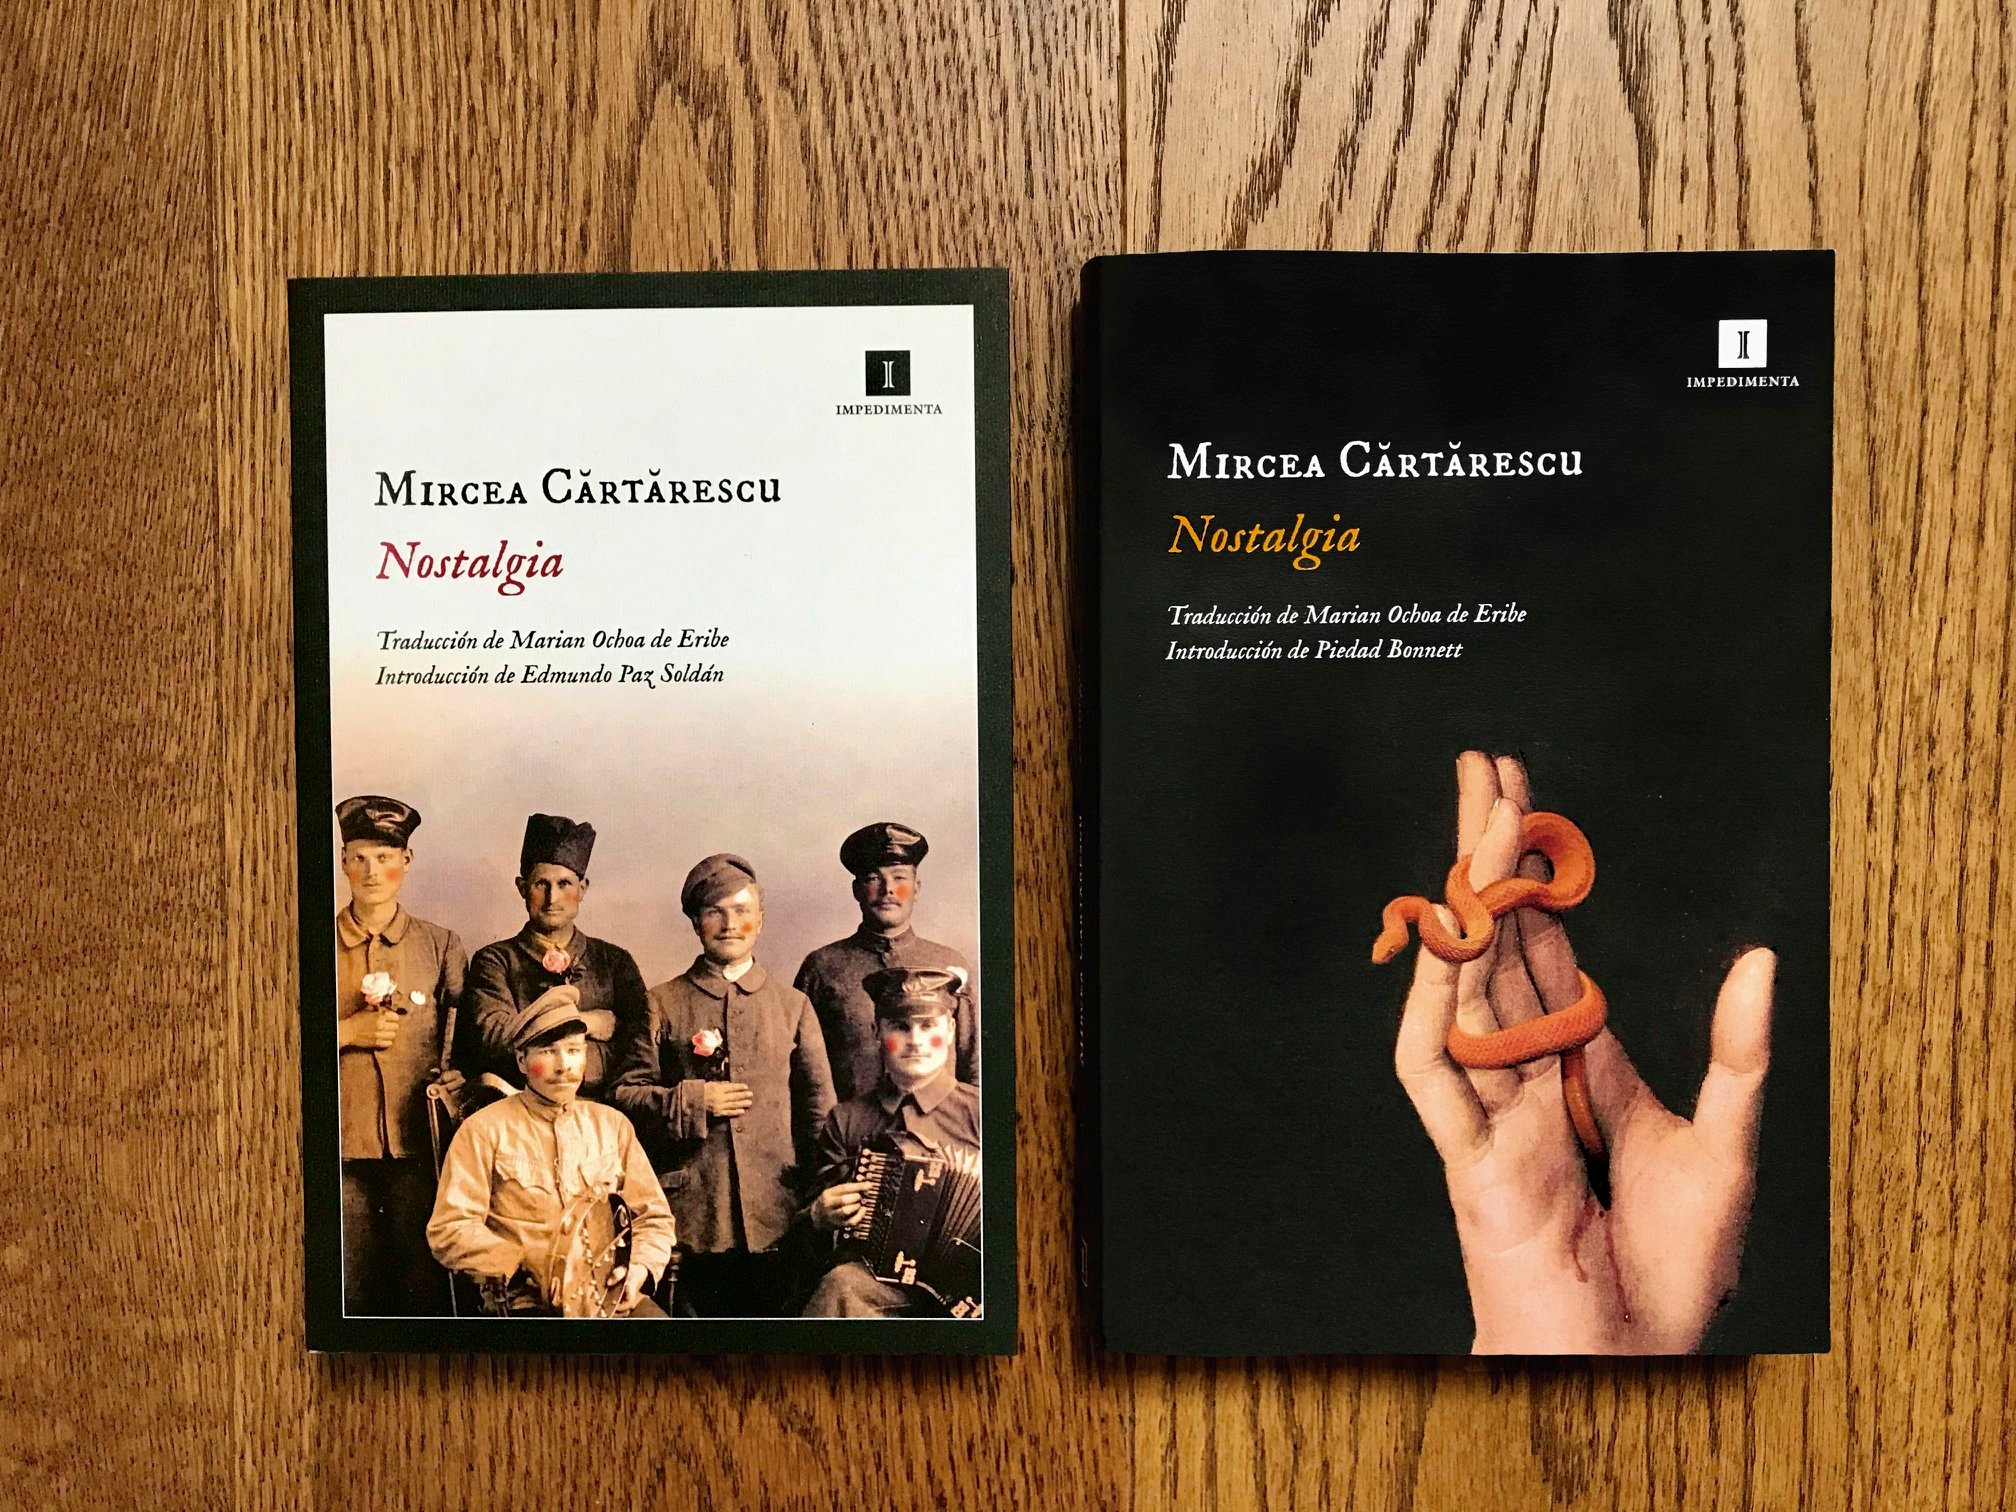 I
IMPEDIMENTA
MIRCEA CĂRTĂRESCU
Nostalgia
Traducción de Marian Ochoa de Eribe
Introducción de Edmundo Paz Soldán
I
IMPEDIMENTA
MIRCEA CĂRTĂRESCU
Nostalgia
Traducción de Marian Ochoa de Eribe
Introducción de Piedad Bonnett